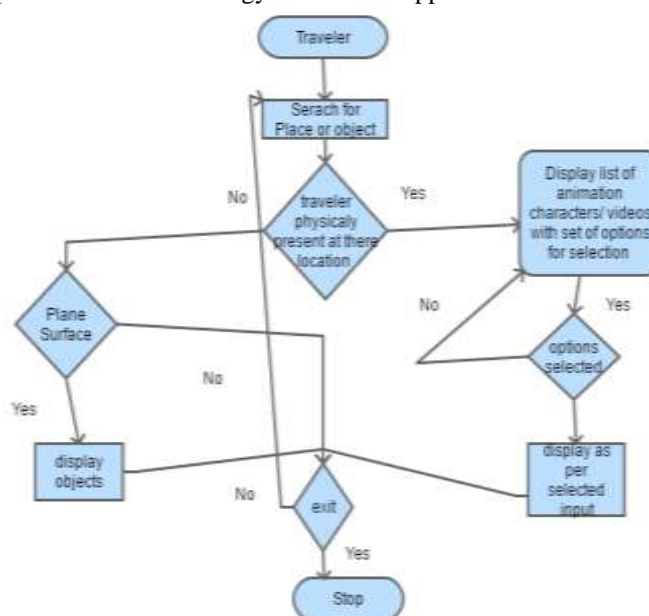 Traveler
Serach for
Place or object
No
Yes
traveler
physicaly
present at there
location
Display list of
animation
characters/ videos
with set of options
for selection
Plane
Surface
No
Yes
options
selected
No
Yes
display
objects
display as
per
selected
input
No
exit
Yes
Stop